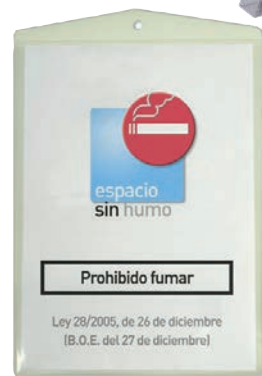 espacio
sin humo
Prohibido fumar
Ley 28/2005, de 26 de diciembre
(B.O.E. del 27 de diciembre)